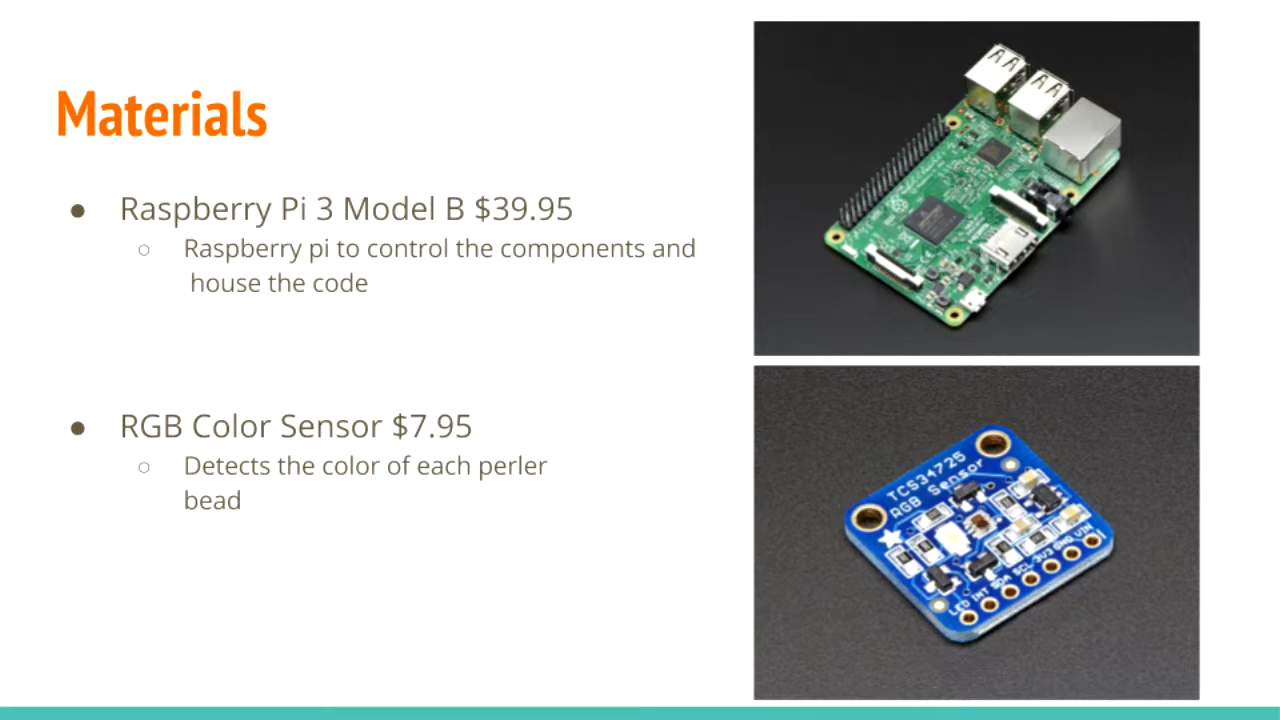 Materials
● Raspberry Pi 3 Model B $39.95
○ Raspberry pi to control the components and
house the code
● RGB Color Sensor $7.95
○ Detects the color of each perler
bead
TCS34725
RGB Sensor
LED INT SDA SCL 3V3 GND VIN